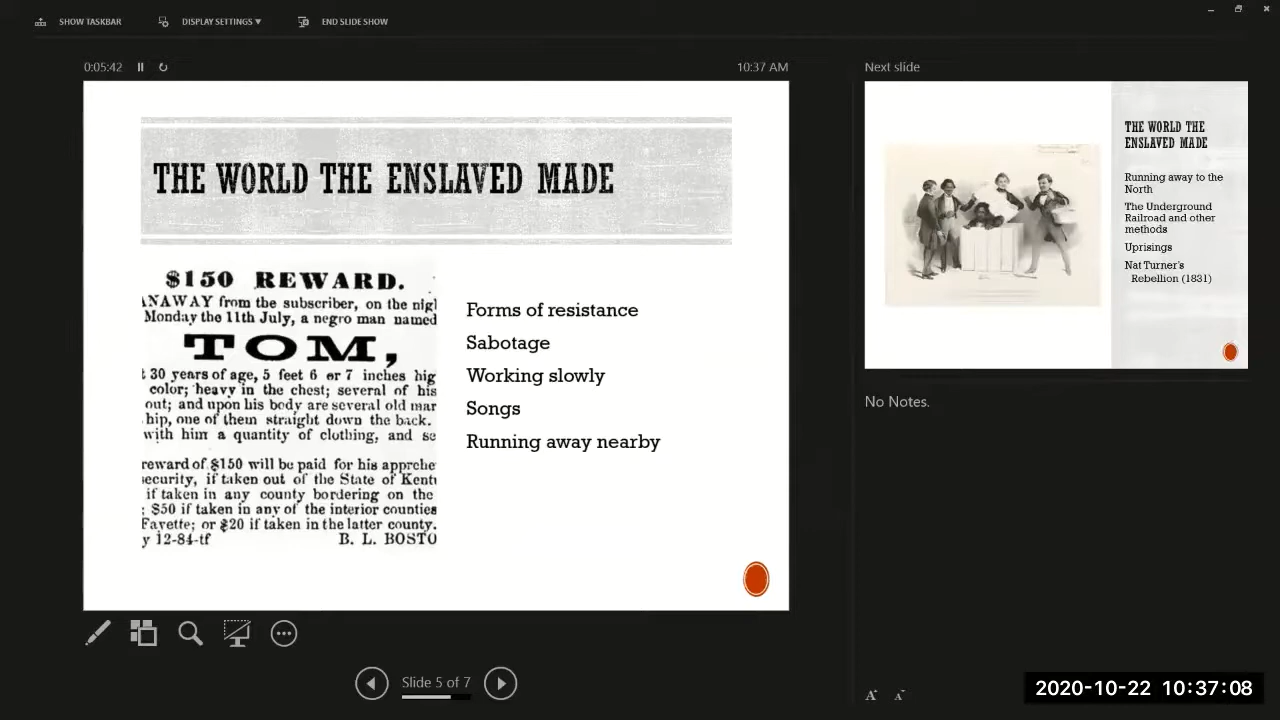 SHOW TASKBAR
DISPLAY SETTINGS ▾
END SLIDE SHOW
0:05:42
10:37 AM
THE WORLD THE ENSLAVED MADE
$150 REWARD.
ANAWAY from the subscriber, on the nigl
Monday the 11th July, a negro man named
TOM,
t 30 years of age, 5 feet 6 or 7 inches hig
color; heavy in the chest; several of his
out; and upon his body are several old mar
hip, one of them straight down the back.
with him a quantity of clothing, and se
reward of $150 will be paid for his apprehe
security, if taken out of the State of Kent
if taken in any county bordering on the
; $50 if taken in any of the interior counties
Fayette; or $20 if taken in the latter county.
y 12-84-tf B. L. BOSTO
Forms of resistance
Sabotage
Working slowly
Songs
Running away nearby
Slide 5 of 7
Next slide
THE WORLD THE
ENSLAVED MADE
Running away to the
North
The Underground
Railroad and other
methods
Uprisings
Nat Turner's
Rebellion (1831)
No Notes.
A A
2020-10-22 10:37:08